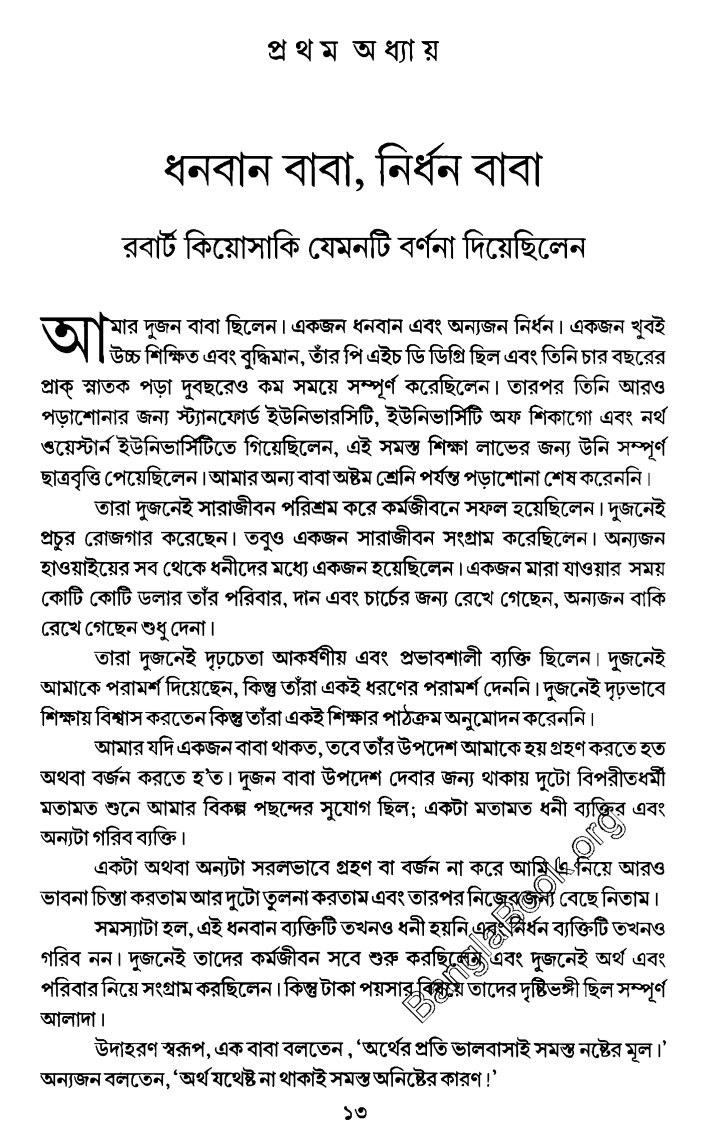 প্রথম অধ্যায়
ধনবান বাবা, নির্ধন বাবা
রবার্ট কিয়োসাকি যেমনটি বর্ণনা দিয়েছিলেন
আমার দুজন বাবা ছিলেন। একজন ধনবান এবং অন্যজন নির্ধন। একজন খুবই
উচ্চ শিক্ষিত এবং বুদ্ধিমান, তাঁর পি এইচ ডি ডিগ্রি ছিল এবং তিনি চার বছরের
প্রাক্ স্নাতক পড়া দুবছরেও কম সময়ে সম্পূর্ণ করেছিলেন। তারপর তিনি আরও
পড়াশোনার জন্য স্ট্যানফোর্ড ইউনিভারসিটি, ইউনিভার্সিটি অফ শিকাগো এবং নর্থ
ওয়েস্টার্ন ইউনিভার্সিটিতে গিয়েছিলেন, এই সমস্ত শিক্ষা লাভের জন্য উনি সম্পূর্ণ
ছাত্রবৃত্তি পেয়েছিলেন। আমার অন্য বাবা অষ্টম শ্রেনি পর্যন্ত পড়াশোনা শেষ করেননি।
তারা দুজনেই সারাজীবন পরিশ্রম করে কর্মজীবনে সফল হয়েছিলেন। দুজনেই
প্রচুর রোজগার করেছেন। তবুও একজন সারাজীবন সংগ্রাম করেছিলেন। অন্যজন
হাওয়াইয়ের সব থেকে ধনীদের মধ্যে একজন হয়েছিলেন। একজন মারা যাওয়ার সময়
কোটি কোটি ডলার তাঁর পরিবার, দান এবং চার্চের জন্য রেখে গেছেন, অন্যজন বাকি
রেখে গেছেন শুধু দেনা।
তারা দুজনেই দৃঢ়চেতা আকর্ষণীয় এবং প্রভাবশালী ব্যক্তি ছিলেন। দুজনেই
আমাকে পরামর্শ দিয়েছেন, কিন্তু তাঁরা একই ধরণের পরামর্শ দেননি। দুজনেই দৃঢ়ভাবে
শিক্ষায় বিশ্বাস করতেন কিন্তু তাঁরা একই শিক্ষার পাঠক্রম অনুমোদন করেননি।
আমার যদি একজন বাবা থাকত, তবে তাঁর উপদেশ আমাকে হয় গ্রহণ করতে হত
অথবা বর্জন করতে হ'ত। দুজন বাবা উপদেশ দেবার জন্য থাকায় দুটো বিপরীতধর্মী
মতামত শুনে আমার বিকল্প পছন্দের সুযোগ ছিল; একটা মতামত ধনী ব্যক্তির এবং
অন্যটা গরিব ব্যক্তি।
একটা অথবা অন্যটা সরলভাবে গ্রহণ বা বর্জন না করে আমি এ নিয়ে আরও
ভাবনা চিন্তা করতাম আর দুটো তুলনা করতাম এবং তারপর নিজের জন্য বেছে নিতাম।
সমস্যাটা হল, এই ধনবান ব্যক্তিটি তখনও ধনী হয়নি এবং নির্ধন ব্যক্তিটি তখনও
গরিব নন। দুজনেই তাদের কর্মজীবন সবে শুরু করছিলেন এবং দুজনেই অর্থ এবং
পরিবার নিয়ে সংগ্রাম করছিলেন। কিন্তু টাকা পয়সার বিষয়ে তাদের দৃষ্টিভঙ্গী ছিল সম্পূর্ণ
আলাদা।
উদাহরণ স্বরূপ, এক বাবা বলতেন, 'অর্থের প্রতি ভালবাসাই সমস্ত নষ্টের মূল।'
অন্যজন বলতেন, 'অর্থ যথেষ্ট না থাকাই সমস্ত অনিষ্টের কারণ!'
BanglaBook.org
১৩